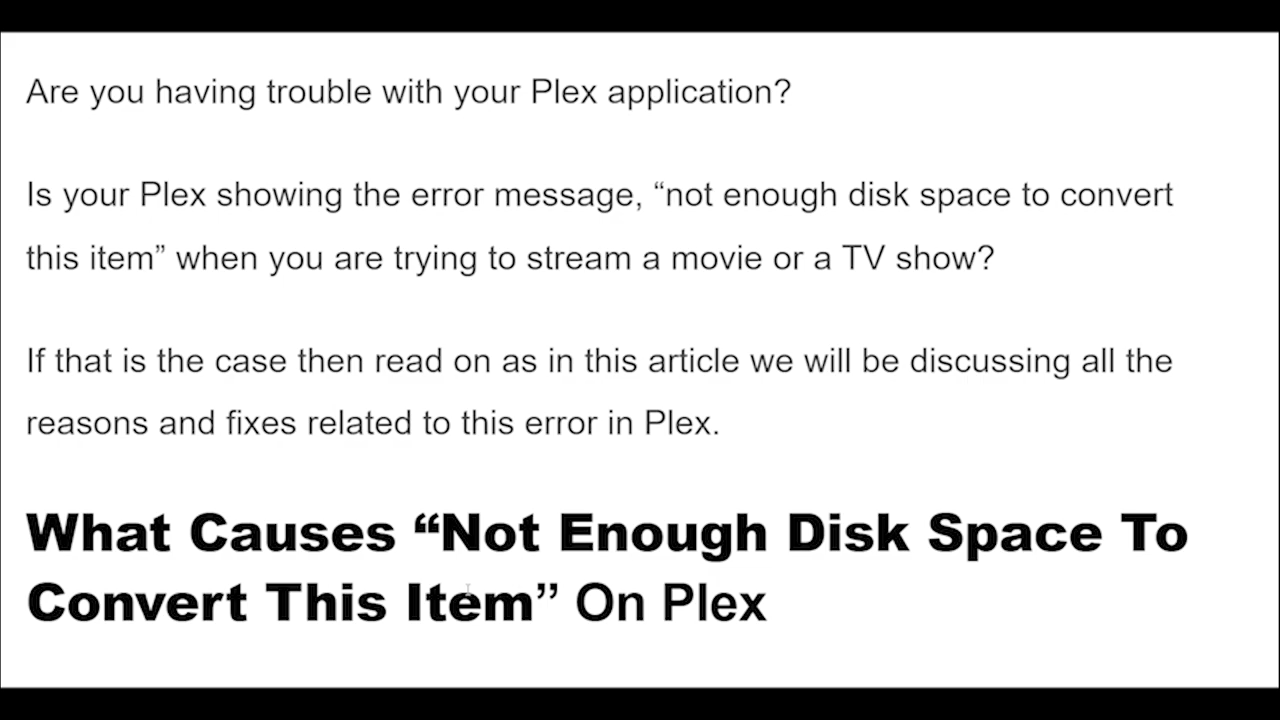 Are you having trouble with your Plex application?
Is your Plex showing the error message, “not enough disk space to convert
this item” when you are trying to stream a movie or a TV show?
If that is the case then read on as in this article we will be discussing all the
reasons and fixes related to this error in Plex.
What Causes “Not Enough Disk Space To
Convert This Item” On Plex